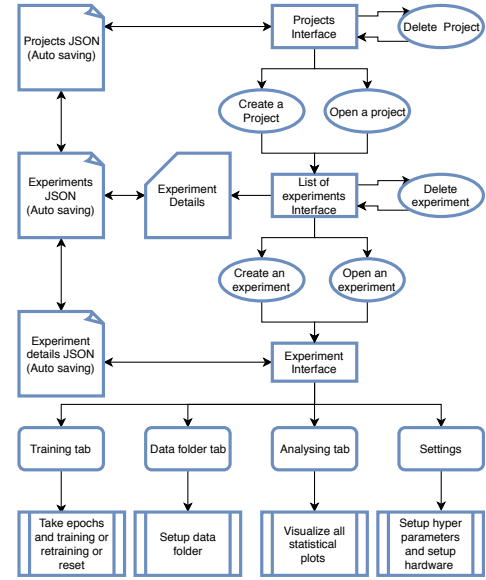 Projects JSON
(Auto saving)
Projects
Interface
Delete Project
Create a
Project
Open a project
Experiments
JSON
(Auto saving)
Experiment
Details
List of
experiments
Interface
Delete
experiment
Create an
experiment
Open an
experiment
Experiment
details JSON
(Auto saving)
Experiment
Interface
Training tab
Data folder tab
Analysing tab
Settings
Take epochs
and training or
retraining or
reset
Setup data
folder
Visualize all
statistical
plots
Setup hyper
parameters
and setup
hardware